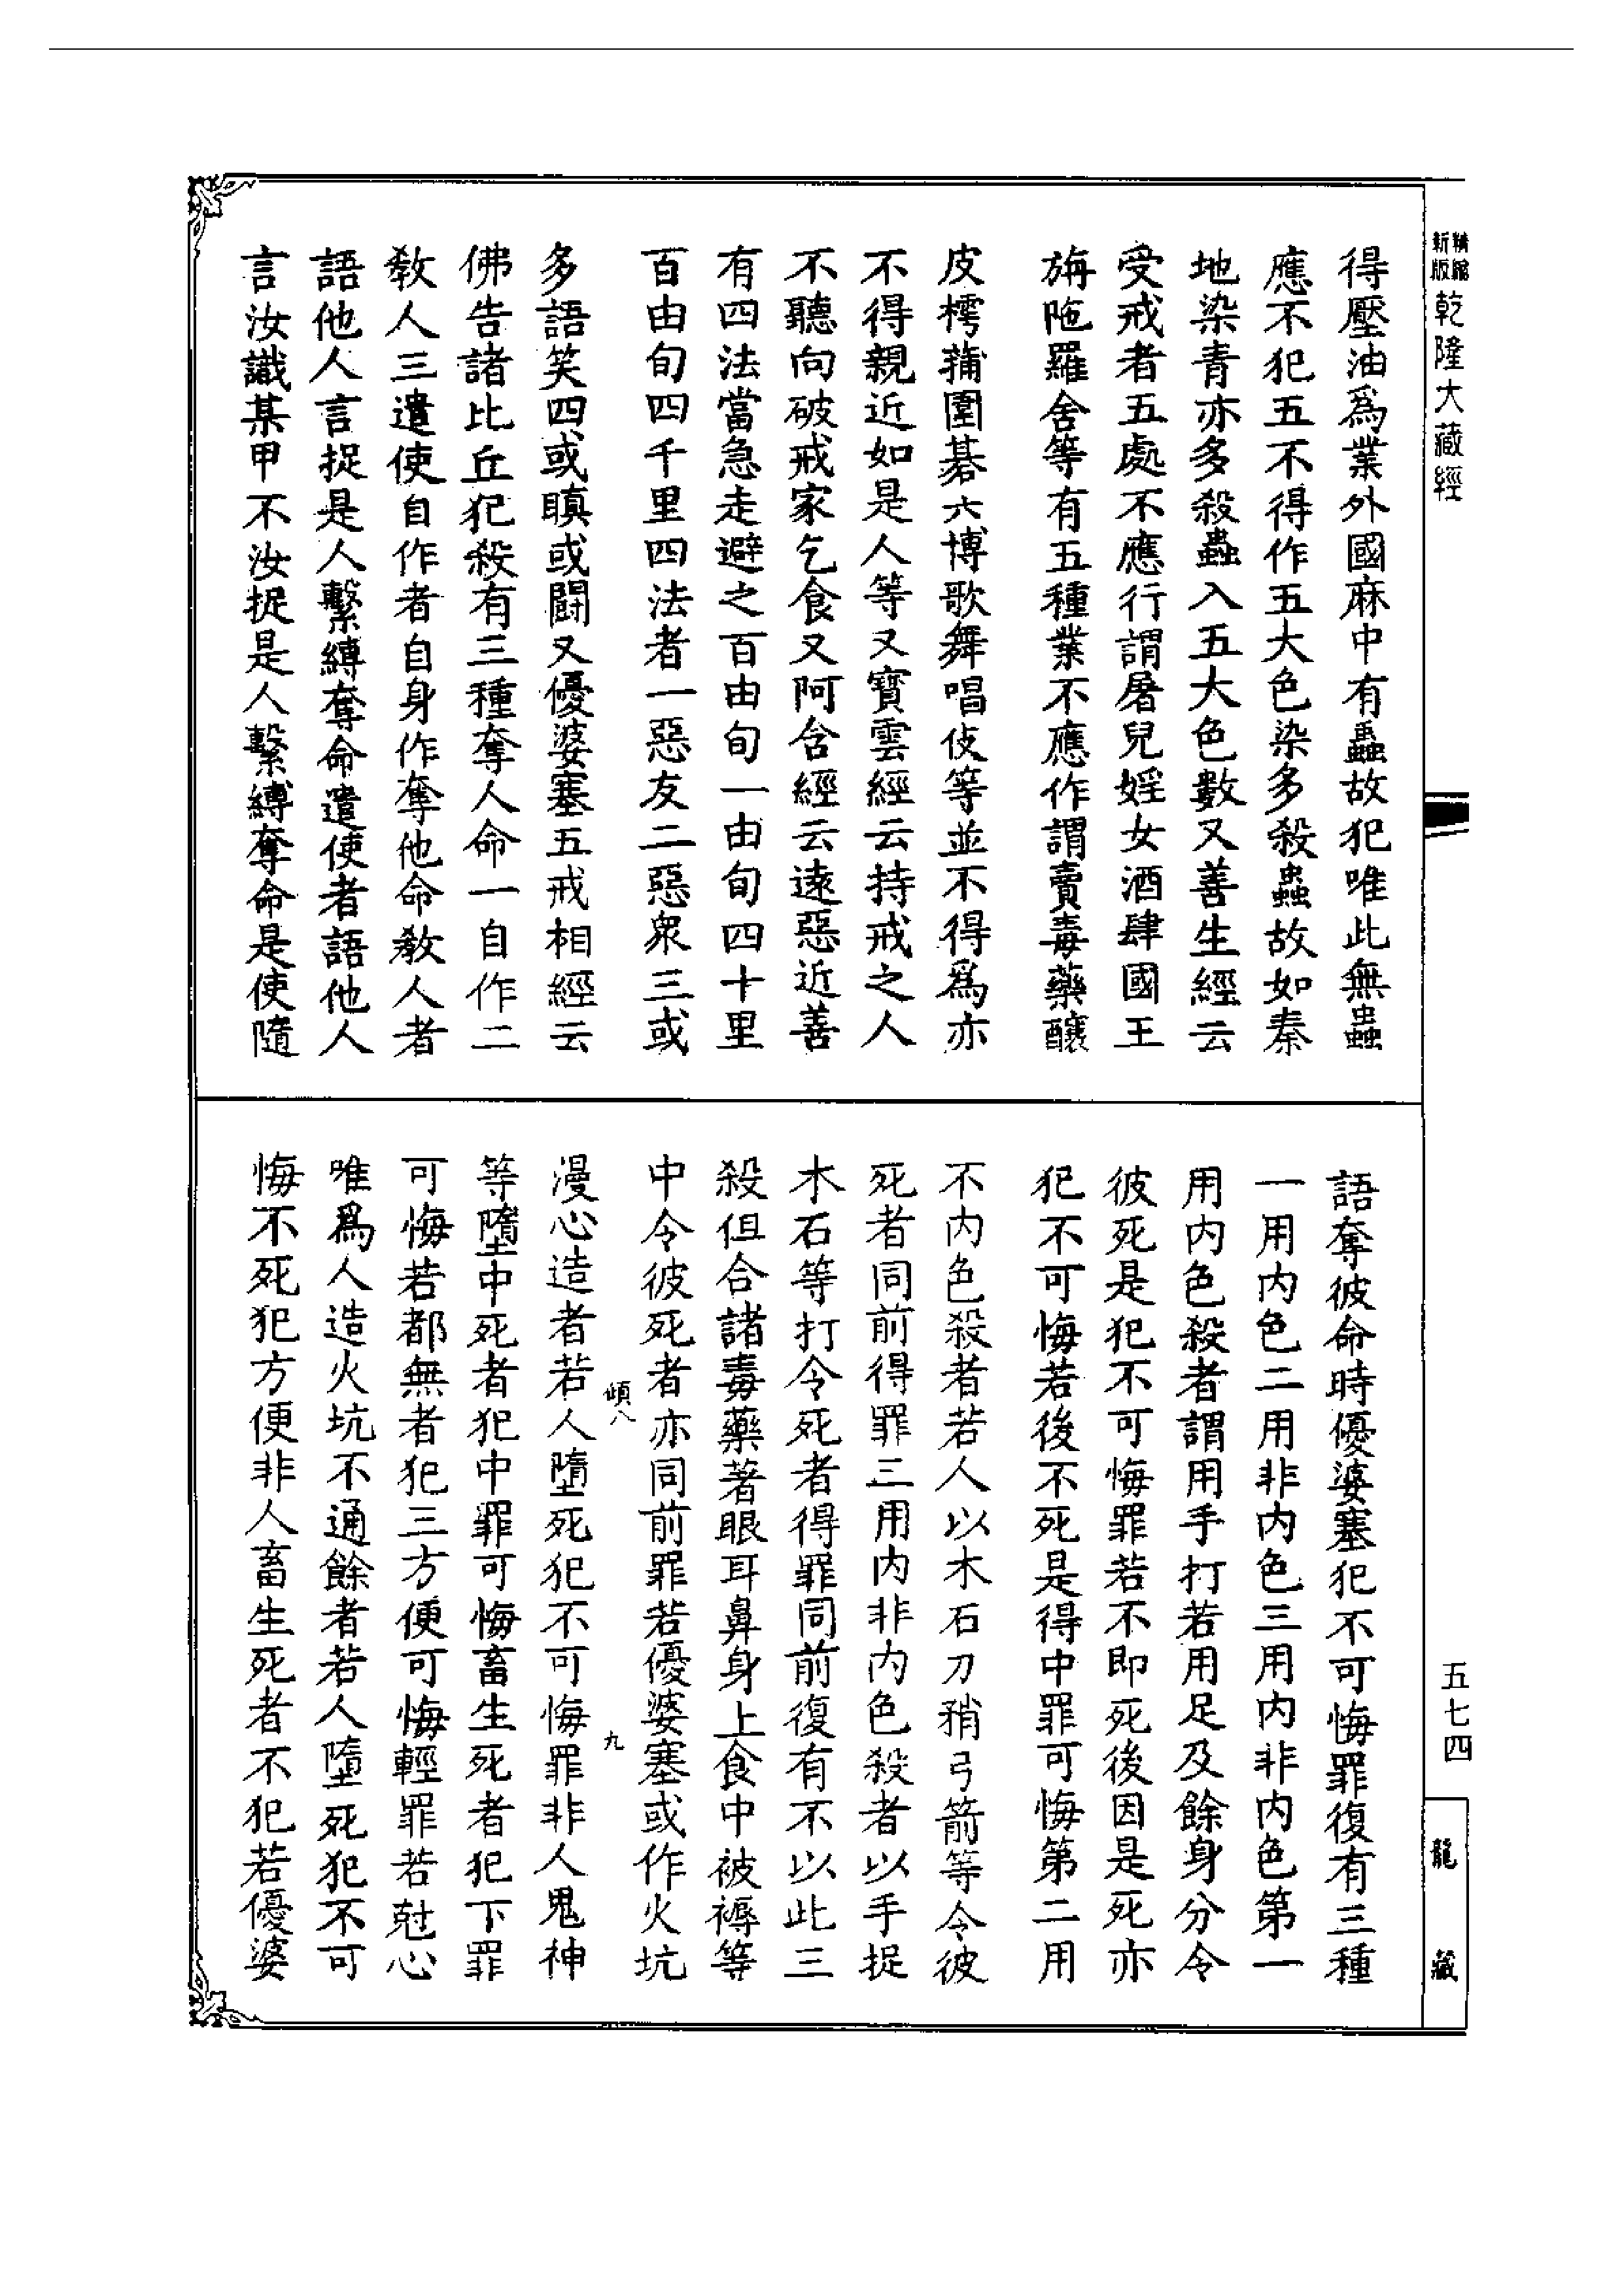 精縮
新版
乾隆大藏經
得壓油爲業外國麻中有蟲故犯唯此無蟲
應不犯五不得作五大色染多殺蟲故如秦
地染青亦多殺蟲入五大色數又善生經云
受戒者五處不應行謂屠兒婬女酒肆國王
旃陁羅舍等有五種業不應作謂賣毒藥釀
皮樗蒱圍碁六博歌舞唱伎等並不得爲亦
不得親近如是人等又寶雲經云持戒之人
不聽向破戒家乞食又阿含經云遠惡近善
有四法當急走避之百由旬一由旬四十里
百由旬四千里四法者一惡友二惡衆三或
多語笑四或瞋或鬪又優婆塞五戒相經云
佛告諸比丘犯殺有三種奪人命一自作二
教人三遣使自作者自身作奪他命教人者
語他人言捉是人繫縛奪命遣使者語他人
言汝識某甲不汝捉是人繫縛奪命是使隨
語奪彼命時優婆塞犯不可悔罪復有三種
一用内色二用非内色三用内非内色第一
用内色殺者謂用手打若用足及餘身分令
彼死是犯不可悔罪若不即死後因是死亦
犯不可悔若後不死是得中罪可悔第二用
不内色殺者若人以木石刀矟弓箭等令彼
死者同前得罪三用内非内色殺者以手捉
木石等打令死者得罪同前復有不以此三
殺但合諸毒藥著眼耳鼻身上食中被褥等
中令彼死者亦同前罪若優婆塞或作火坑
傾八
九
漫心造者若人墮死犯不可悔罪非人鬼神
等墮中死者犯中罪可悔畜生死者犯下罪
可悔若都無者犯三方便可悔輕罪若尅心
唯爲人造火坑不通餘者若人墮死犯不可
悔不死犯方便非人畜生死者不犯若優婆
五七四
龍藏